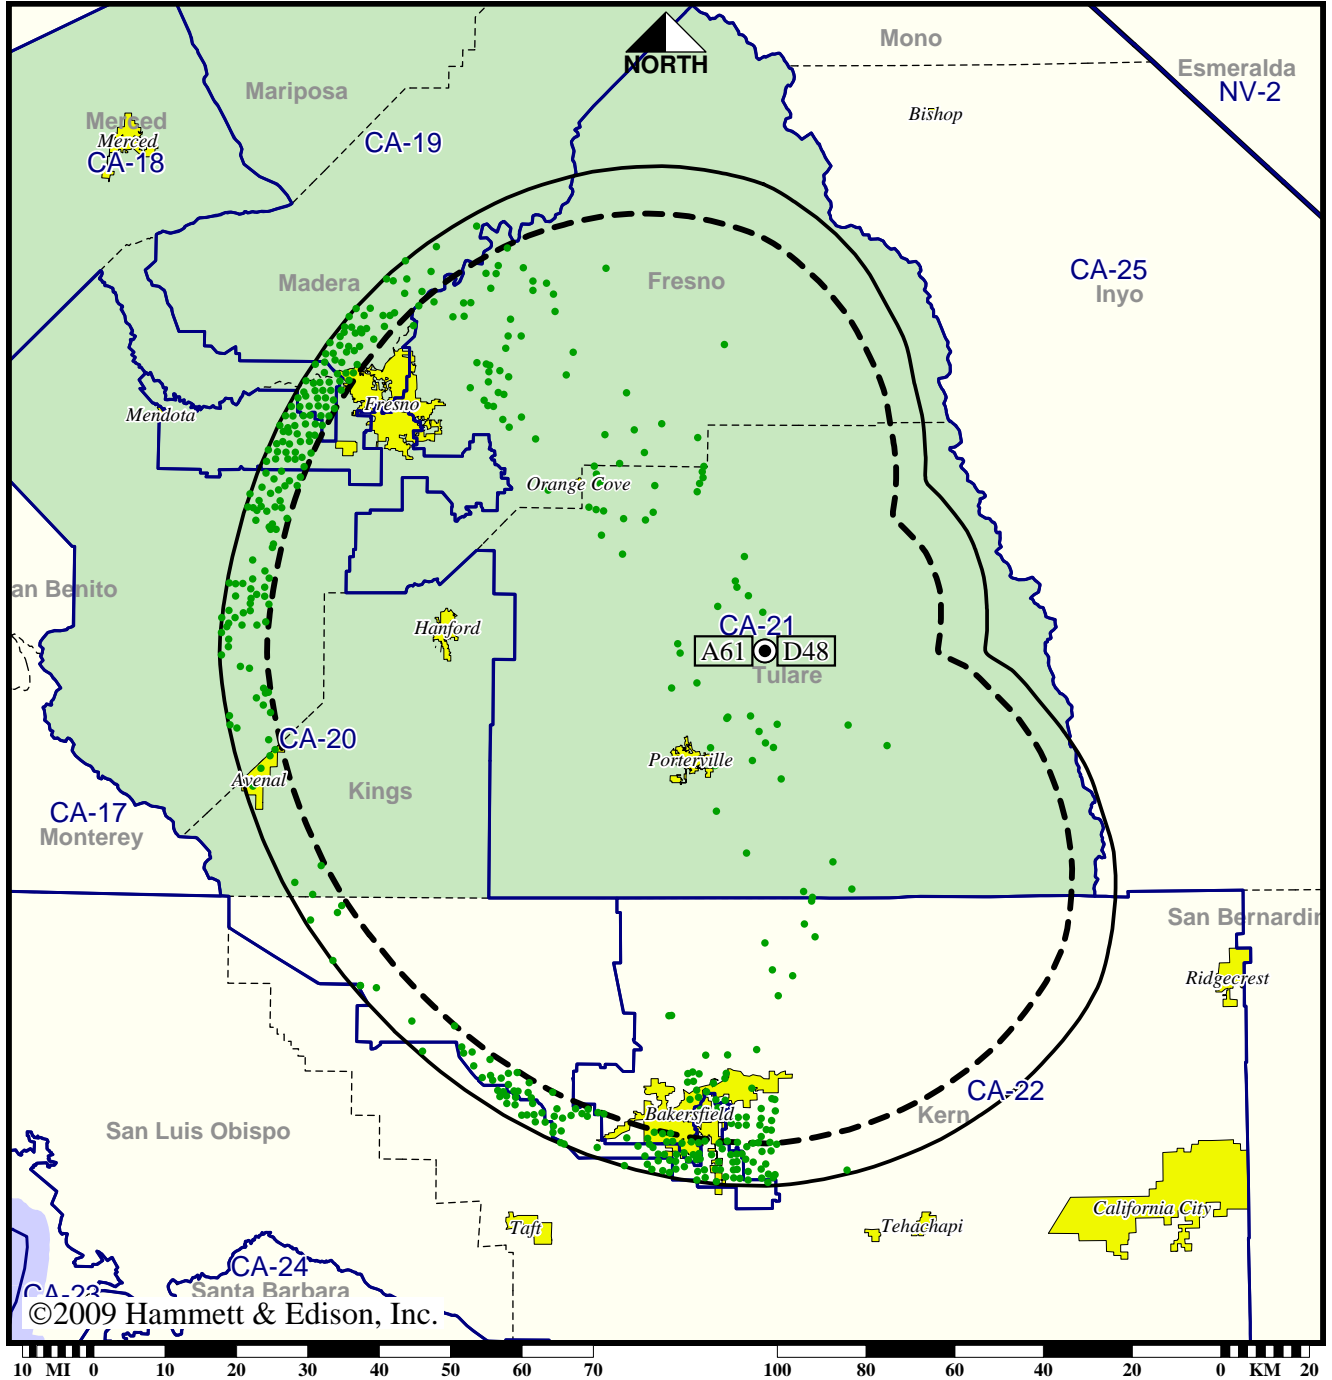 Mono
NORTH
Esmeralda
NV-2
Mariposa
Bishop
Merced
Merced
CA-18
CA-19
CA-25
Inyo
Madera
Fresno
Mendota
Fresno
Orange Cove
an Benito
Hanford
CA-21
A61
D48
Tulare
CA-20
Porterville
Avenal
Kings
CA-17
Monterey
San Bernardin
Ridgecrest
CA-22
Kern
Bakersfield
San Luis Obispo
California City
Taft
Tehachapi
CA-24
Santa Barbara
CA-23
©2009 Hammett & Edison, Inc.
10 MI 0 10 20 30 40 50 60 70
100 80 60 40 20 0 KM 20